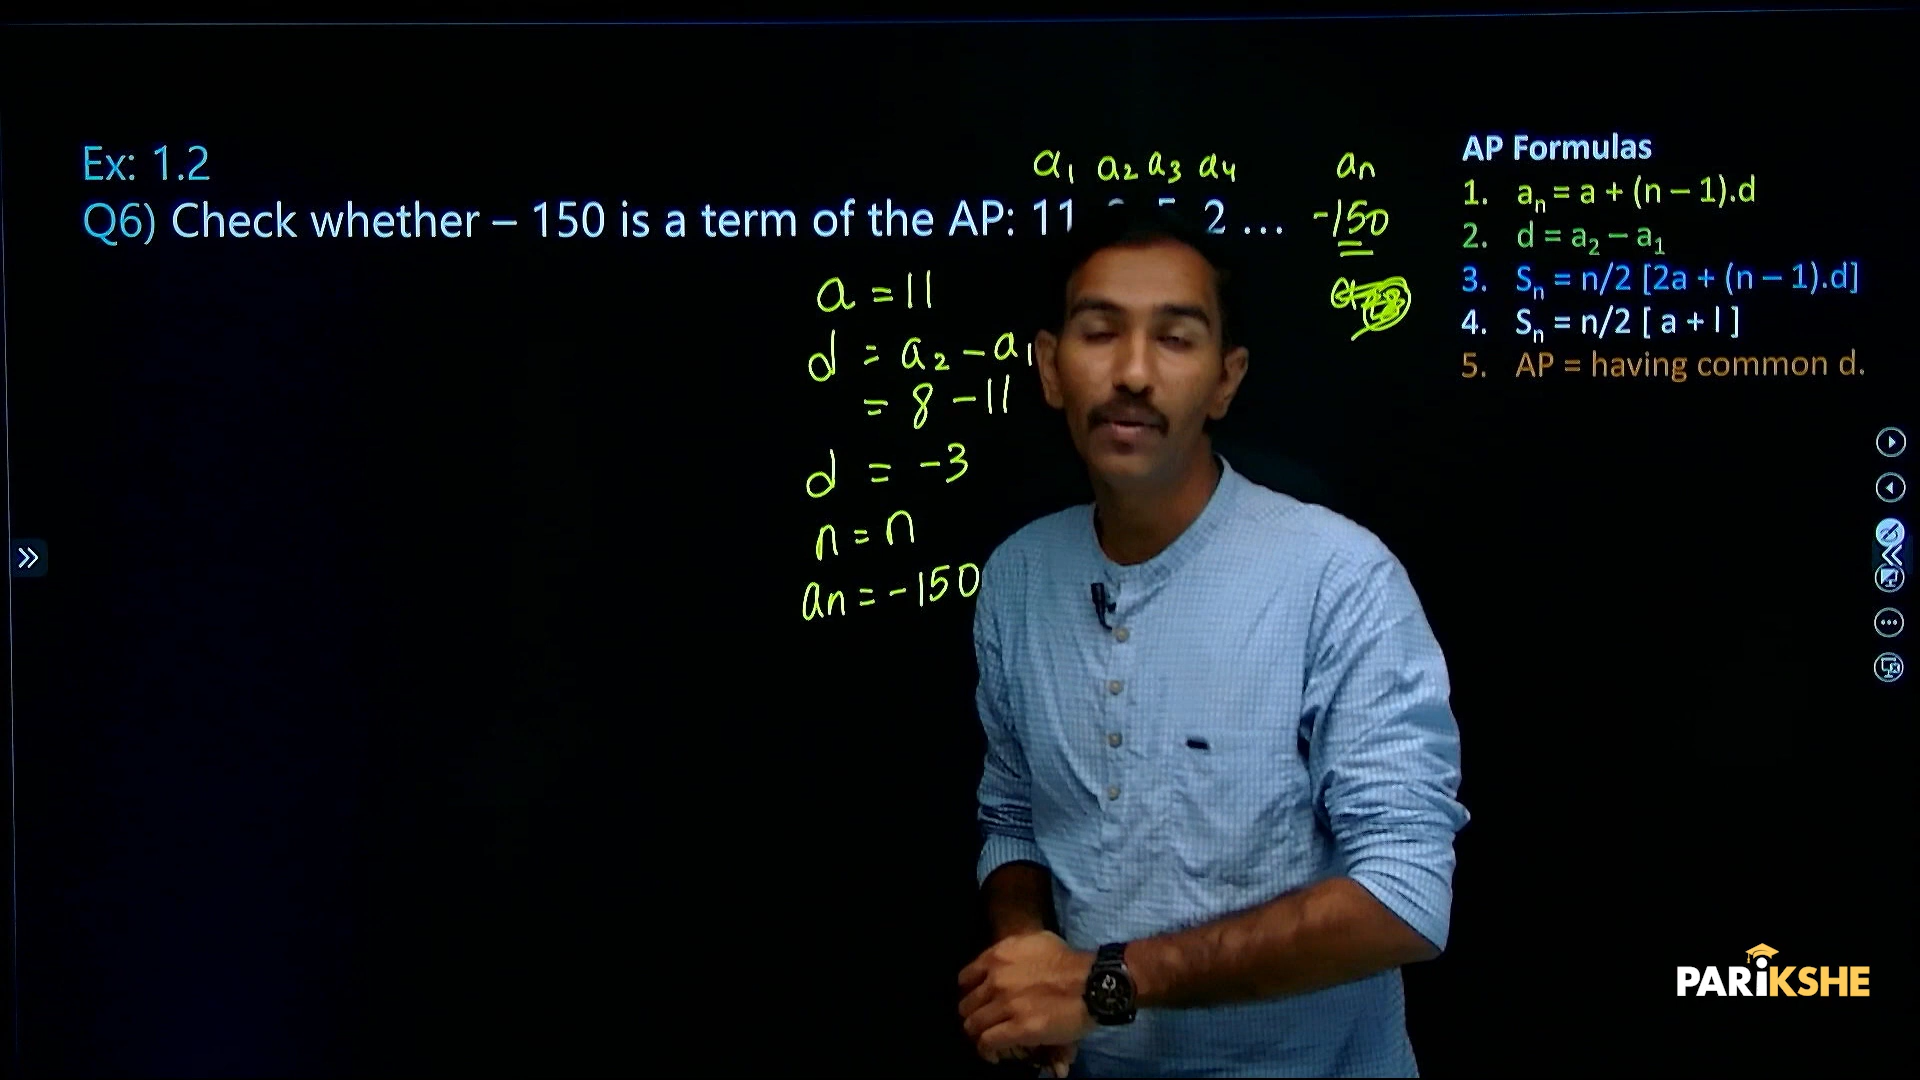 Ex: 1.2
a₁ a₂ a₃ a₄ aₙ
Q6) Check whether – 150 is a term of the AP: 11 2 ... -150
a = 11
d = a₂ - a₁
= 8 - 11
d = -3
n = n
an = -150
AP Formulas
1. aₙ = a + (n – 1).d
2. d = a₂ – a₁
3. Sₙ = n/2 [2a + (n – 1).d]
4. Sₙ = n/2 [ a + l ]
5. AP = having common d.
PARiKSHE